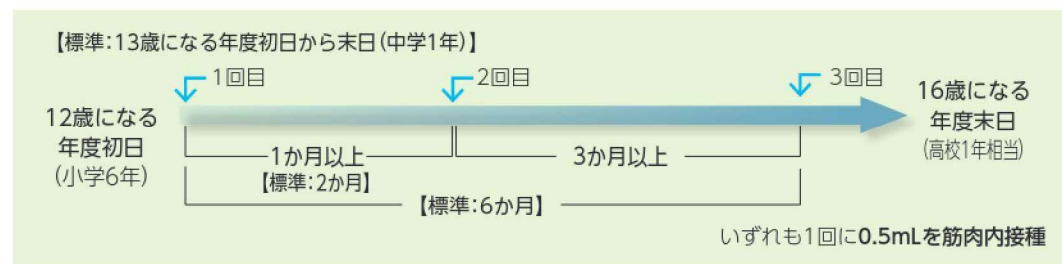 【標準:13歳になる年度初日から末日(中学1年)】
1回目
2回目
3回目
12歳になる
年度初日
(小学6年)
16歳になる
年度末日
(高校1年相当)
1か月以上
【標準:2か月】
3か月以上
【標準:6か月】
いずれも1回に0.5mLを筋肉内接種